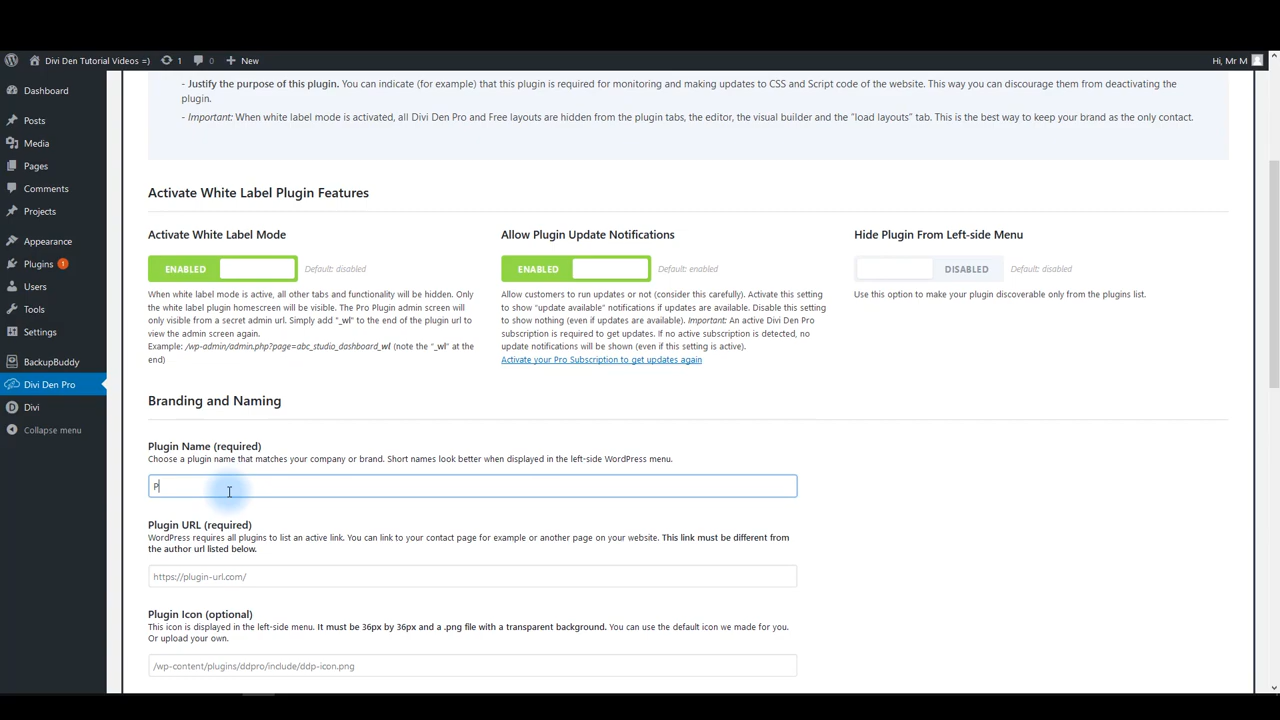 Divi Den Tutorial Videos =) 1 0 New Hi, Mr M
Dashboard
Posts
Media
Pages
Comments
Projects
Appearance
Plugins 1
Users
Tools
Settings
BackupBuddy
Divi Den Pro
Divi
Collapse menu
- Justify the purpose of this plugin. You can indicate (for example) that this plugin is required for monitoring and making updates to CSS and Script code of the website. This way you can discourage them from deactivating the
plugin.
- Important: When white label mode is activated, all Divi Den Pro and Free layouts are hidden from the plugin tabs, the editor, the visual builder and the "load layouts" tab. This is the best way to keep your brand as the only contact.
Activate White Label Plugin Features
Activate White Label Mode
ENABLED Default: disabled
When white label mode is active, all other tabs and functionality will be hidden. Only
the white label plugin homescreen will be visible. The Pro Plugin admin screen will
only visible from a secret admin url. Simply add "_wl" to the end of the plugin url to
view the admin screen again.
Example: /wp-admin/admin.php?page=abc_studio_dashboard_wl (note the "_wl" at the
end)
Allow Plugin Update Notifications
ENABLED Default: enabled
Allow customers to run updates or not (consider this carefully). Activate this setting
to show "update available" notifications if updates are available. Disable this setting
to show nothing (even if updates are available). Important: An active Divi Den Pro
subscription is required to get updates. If no active subscription is detected, no
update notifications will be shown (even if this setting is active).
Activate your Pro Subscription to get updates again
Hide Plugin From Left-side Menu
DISABLED Default: disabled
Use this option to make your plugin discoverable only from the plugins list.
Branding and Naming
Plugin Name (required)
Choose a plugin name that matches your company or brand. Short names look better when displayed in the left-side WordPress menu.
P
Plugin URL (required)
WordPress requires all plugins to list an active link. You can link to your contact page for example or another page on your website. This link must be different from
the author url listed below.
https://plugin-url.com/
Plugin Icon (optional)
This icon is displayed in the left-side menu. It must be 36px by 36px and a .png file with a transparent background. You can use the default icon we made for you.
Or upload your own.
/wp-content/plugins/ddpro/include/ddp-icon.png